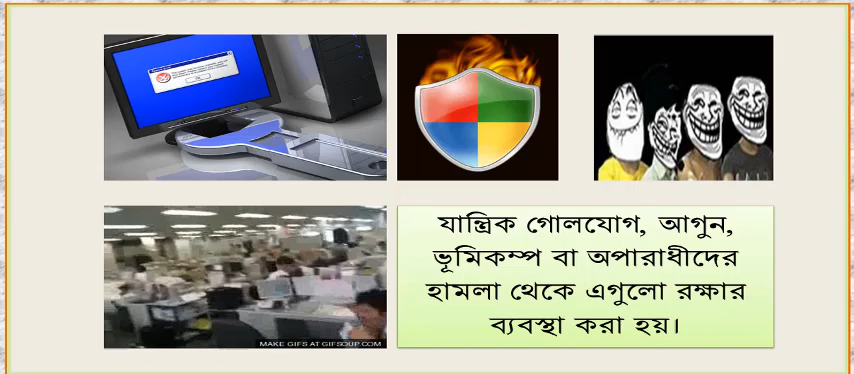 MAKE GIFS AT GIFSOUP.COM
যান্ত্রিক গোলযোগ, আগুন,
ভূমিকম্প বা অপারাধীদের
হামলা থেকে এগুলো রক্ষার
ব্যবস্থা করা হয়।